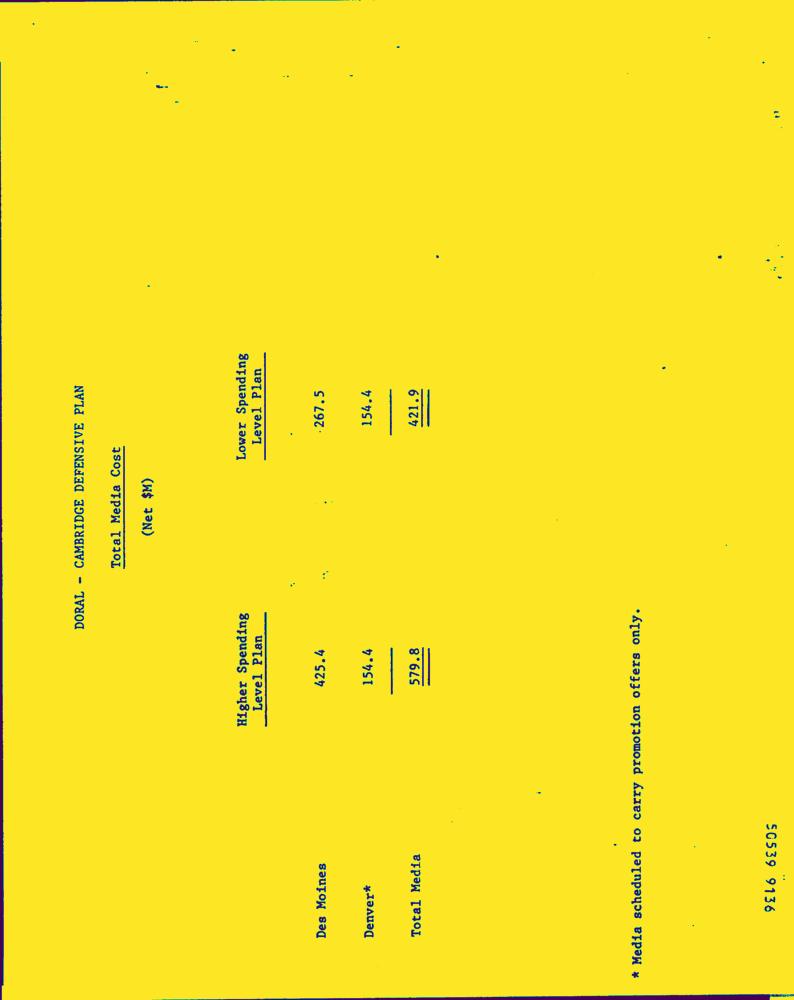 DORAL - CAMBRIDGE DEFENSIVE PLAN
Total Media Cost
(Net $M)
Higher Spending Lower Spending
Level Plan Level Plan
Des Moines 425.4 267.5
Denver* 154.4 154.4
Total Media 579.8 421.9
* Media scheduled to carry promotion offers only.
50539 9136